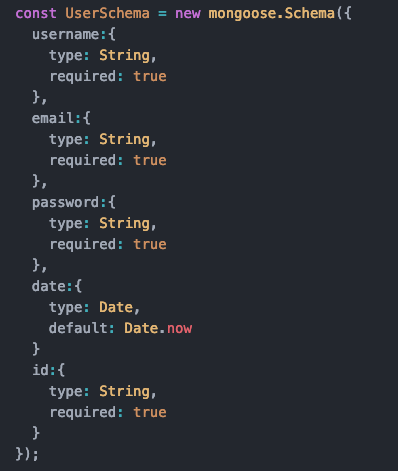 const UserSchema = new mongoose.Schema({
  username:{
    type: String,
    required: true
  },
  email:{
    type: String,
    required: true
  },
  password:{
    type: String,
    required: true
  },
  date:{
    type: Date,
    default: Date.now
  }
  id:{
    type: String,
    required: true
  }
});